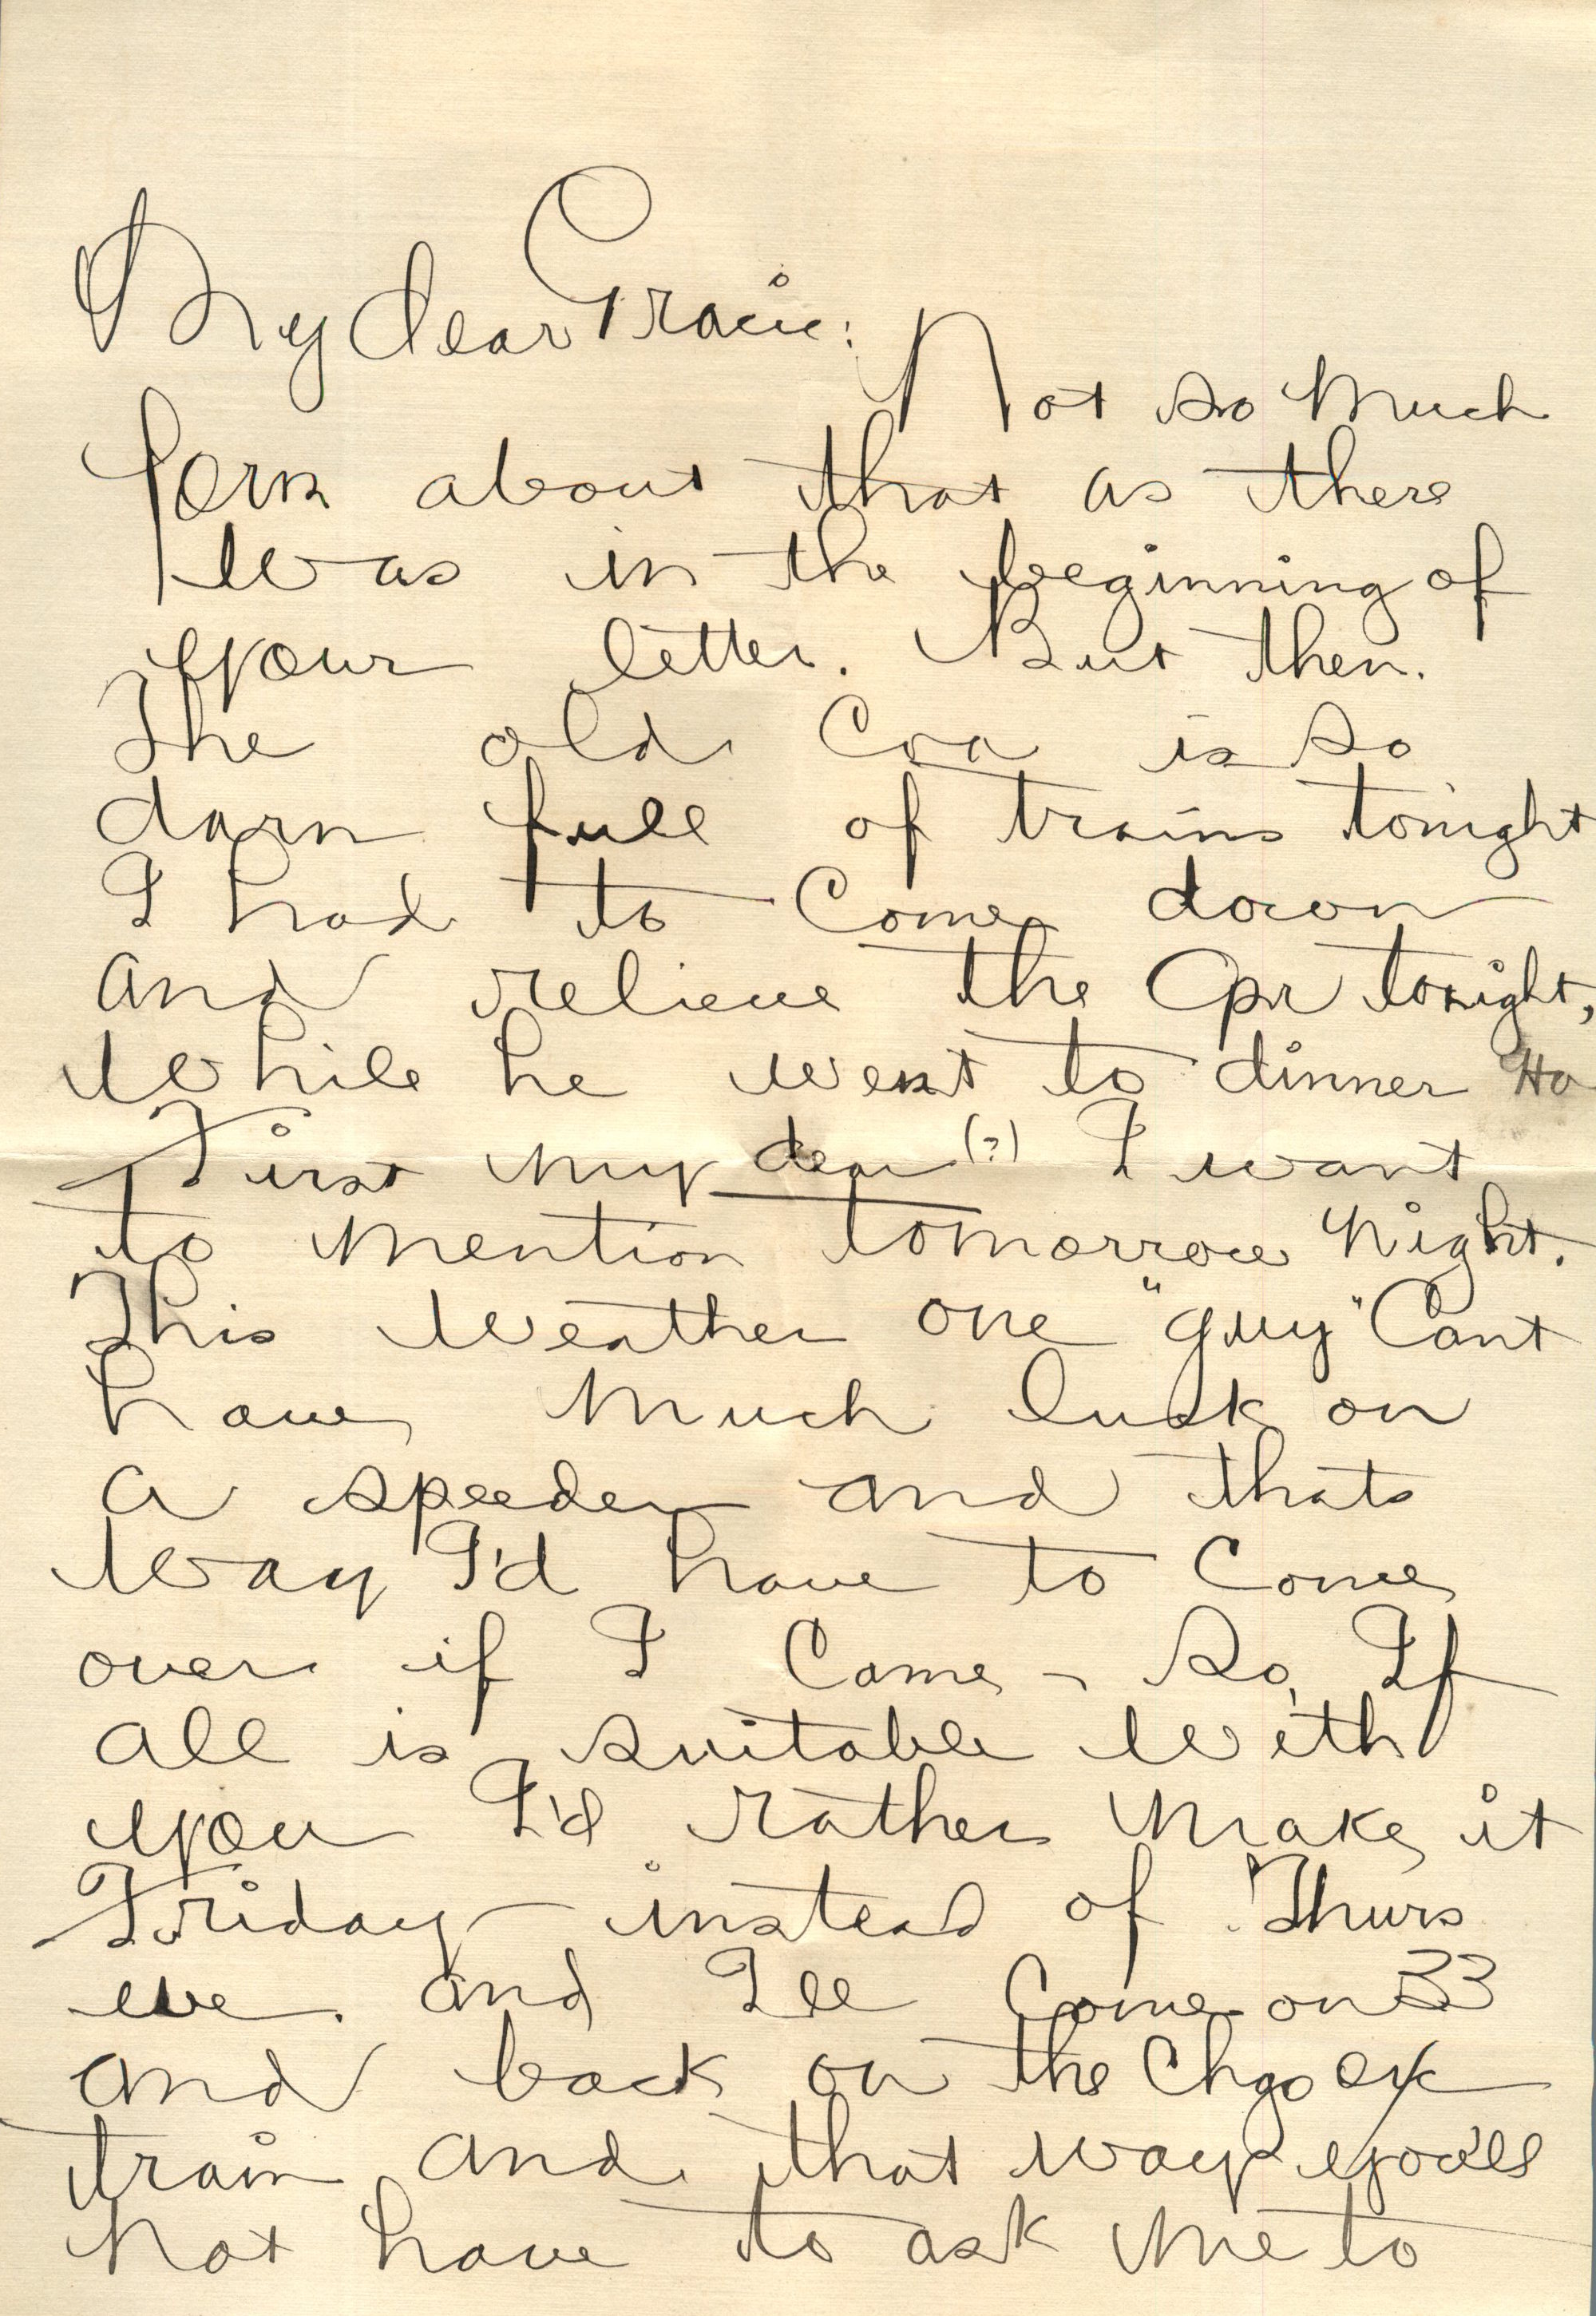 My dear Gracie:
Not so much
form about that as there
was in the beginning of
your letter. But then.
The old Coa is so
darn full of trains tonight
I had to come down
and relieve the Opr tonight,
while he went to dinner Ha
First my dear (?) I want
to mention tomorrow night.
This weather one "guy" Cant
have much luck on
a speeder and thats
way I'd have to come
over if I came - So, If
all is suitable with
you I'd rather make it
Friday instead of Thurs
eve. and Ill come on 33
and back on the Chgo ex
train and that way you'll
not have to ask me to